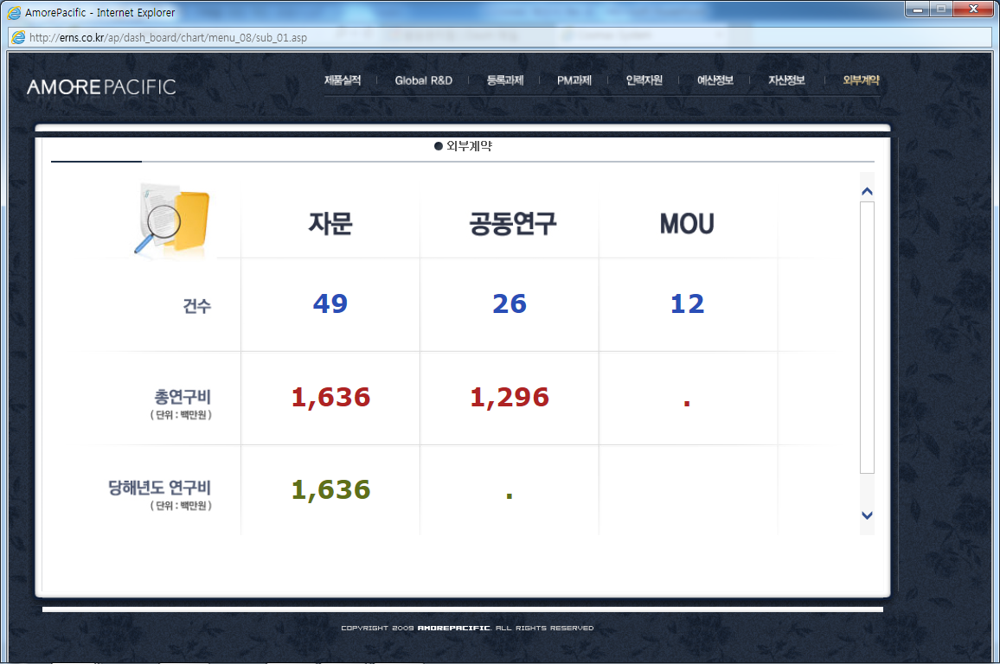 AmorePacific - Internet Explorer
http://erns.co.kr/ap/dash_board/chart/menu_08/sub_01.asp
AMOREPACIFIC 제품실적 Global R&D 등록과제 PM과제 인력자원 예산정보 자산정보 외부계약
● 외부계약
자문 공동연구 MOU
건수 49 26 12
총연구비 1,636 1,296 .
( 단위 : 백만원 )
당해년도 연구비 1,636 .
( 단위 : 백만원 )
COPYRIGHT 2009 AMOREPACIFIC. ALL RIGHTS RESERVED